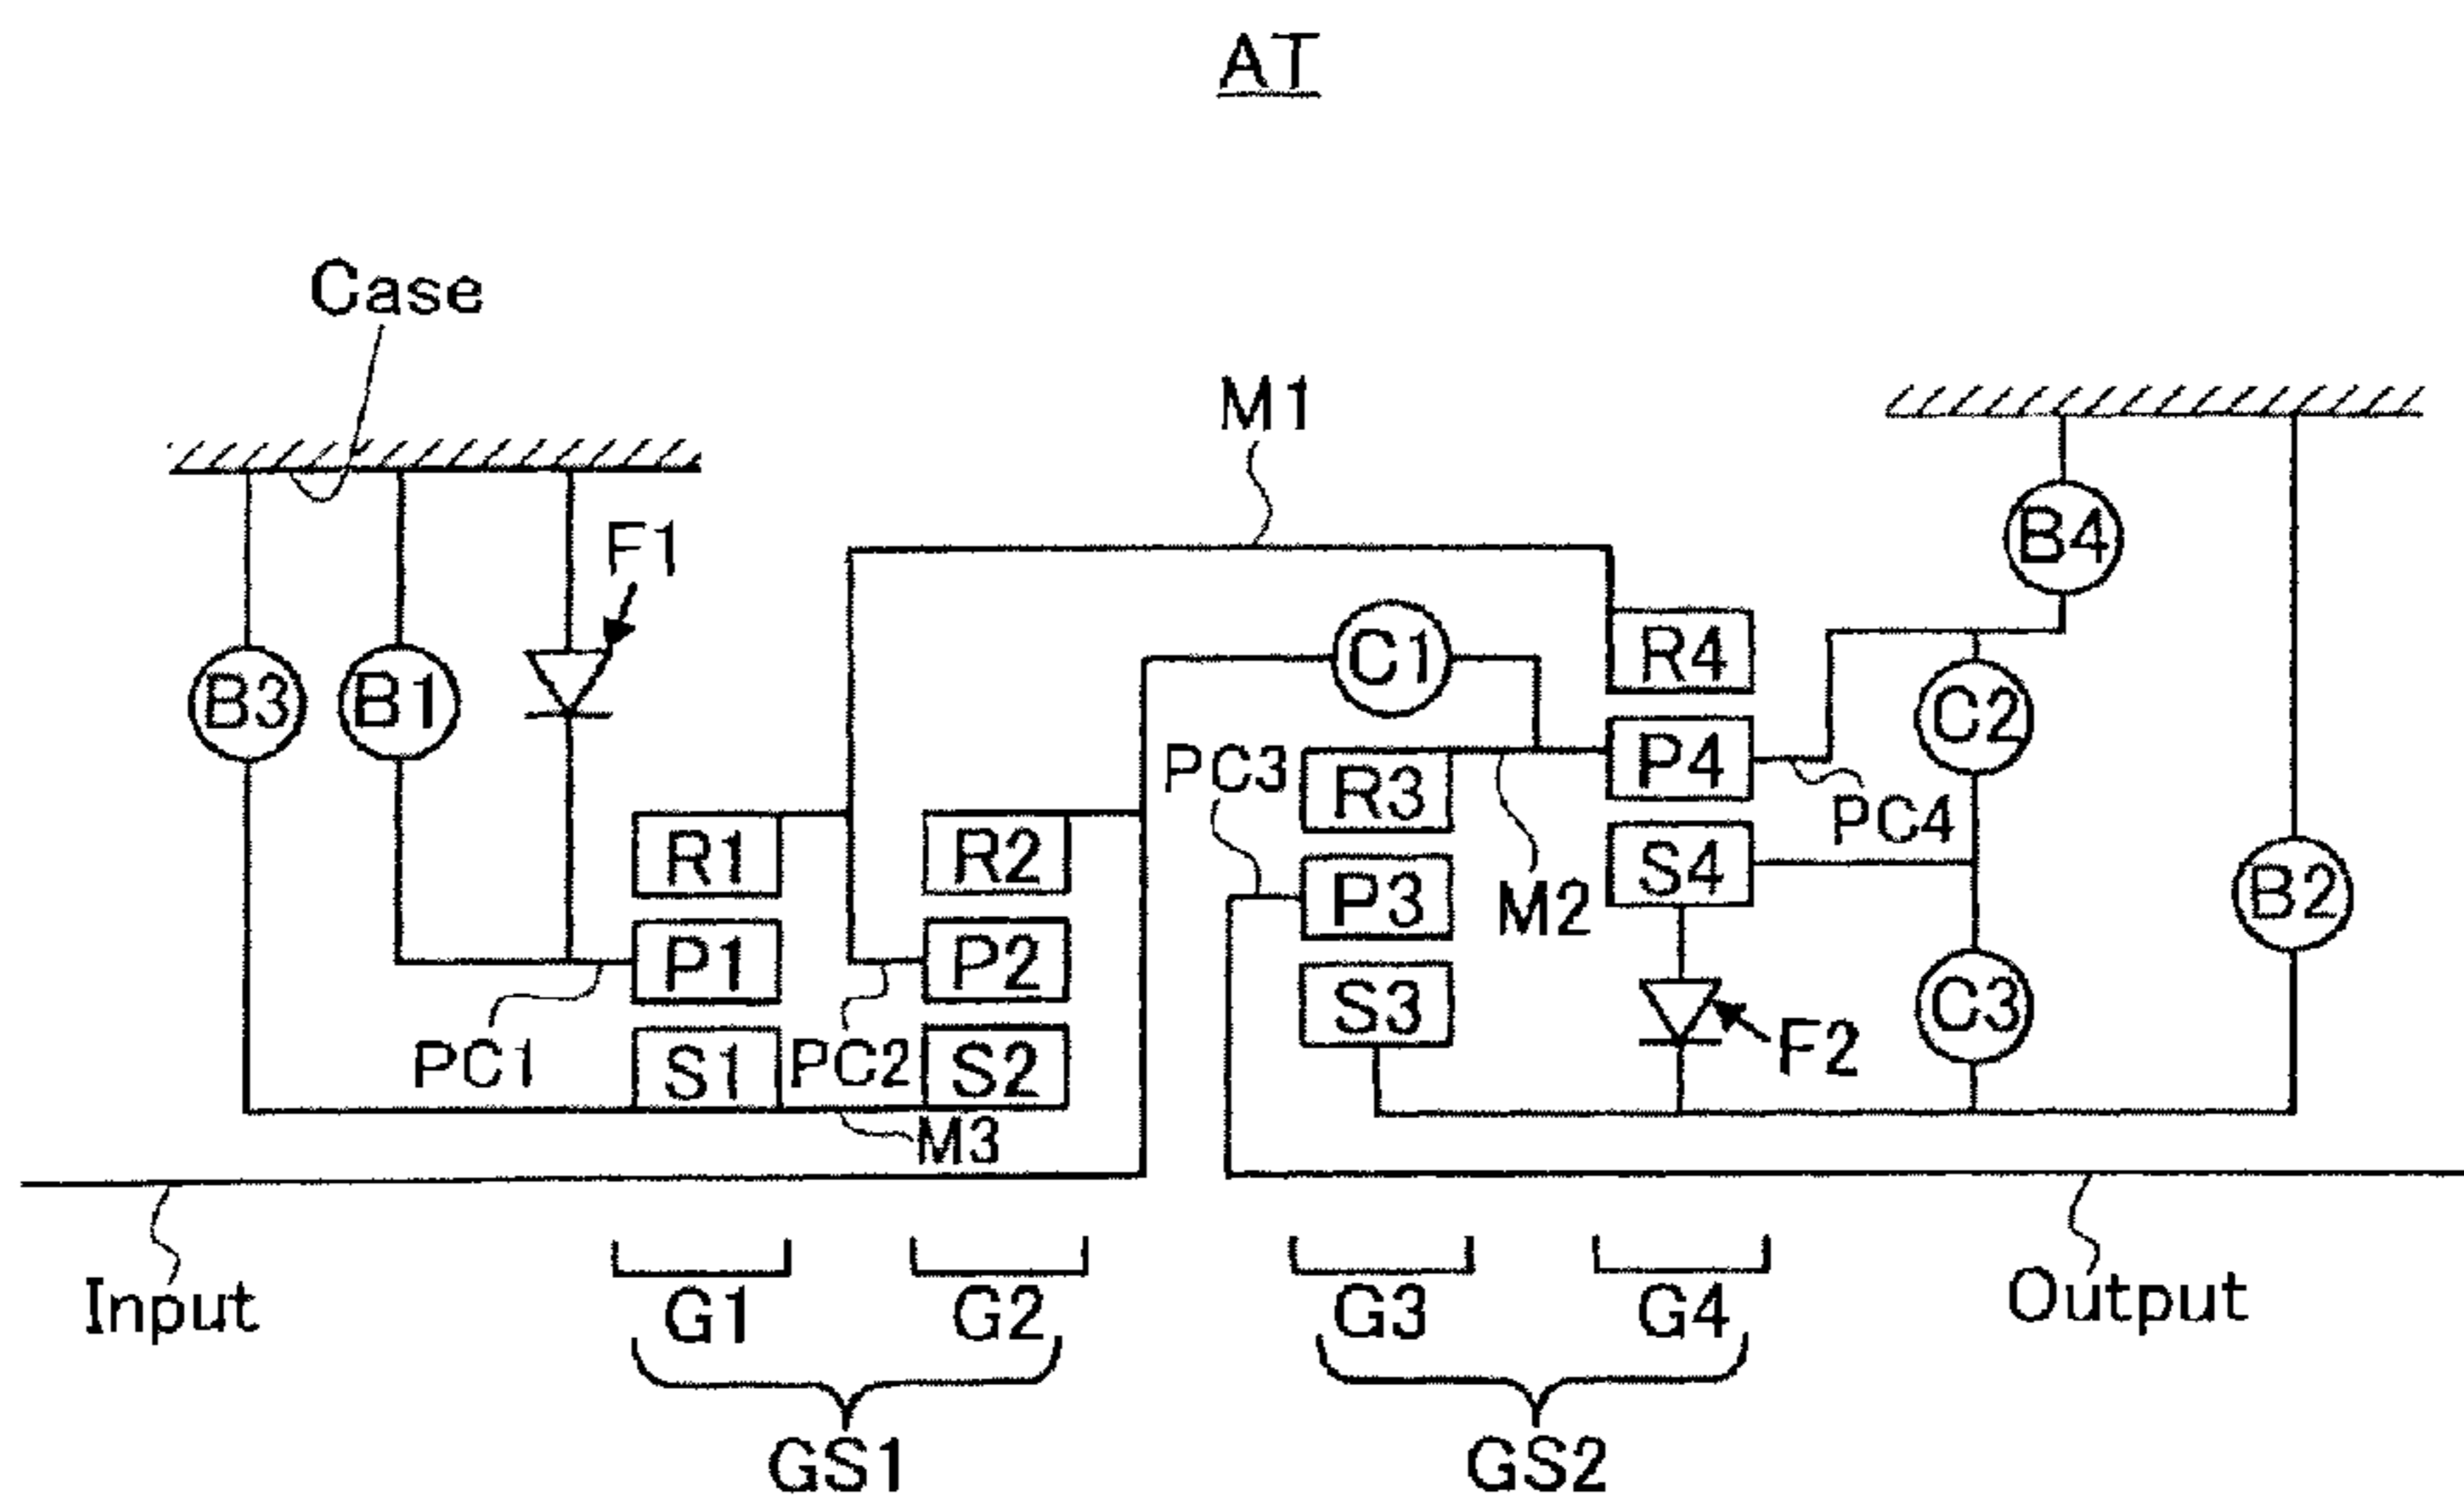 AT
Case
M1
F1
B4
C1
R4
B3
B1
C2
PC3
R3
P4
PC4
R1
R2
P3
M2
S4
B2
P1
P2
S3
C3
F2
PC1
S1
PC2
S2
M3
Input
G1
G2
G3
G4
Output
GS1
GS2